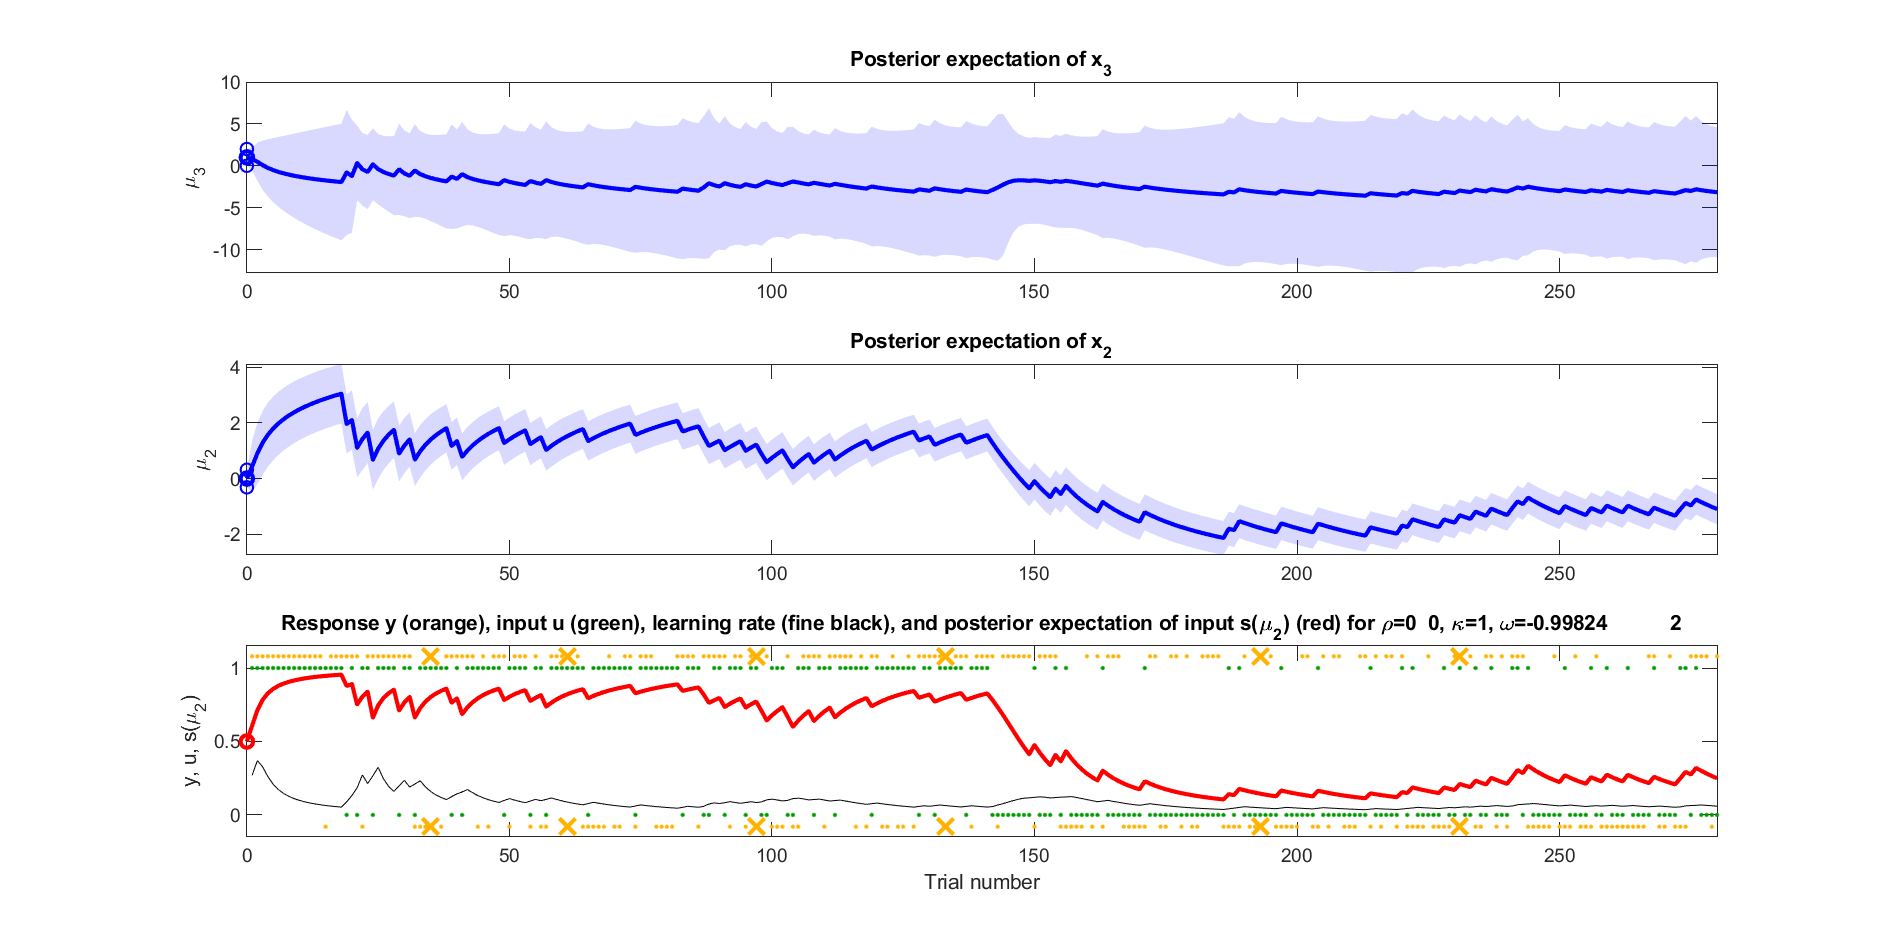 Posterior expectation of x3
10
5
0
-5
-10
μ3
0 50 100 150 200 250
Posterior expectation of x2
4
2
0
-2
μ2
0 50 100 150 200 250
Response y (orange), input u (green), learning rate (fine black), and posterior expectation of input s(μ2) (red) for ρ=0 0, κ=1, ω=-0.99824 2
1
0.5
0
y, u, s(μ2)
0 50 100 150 200 250
Trial number